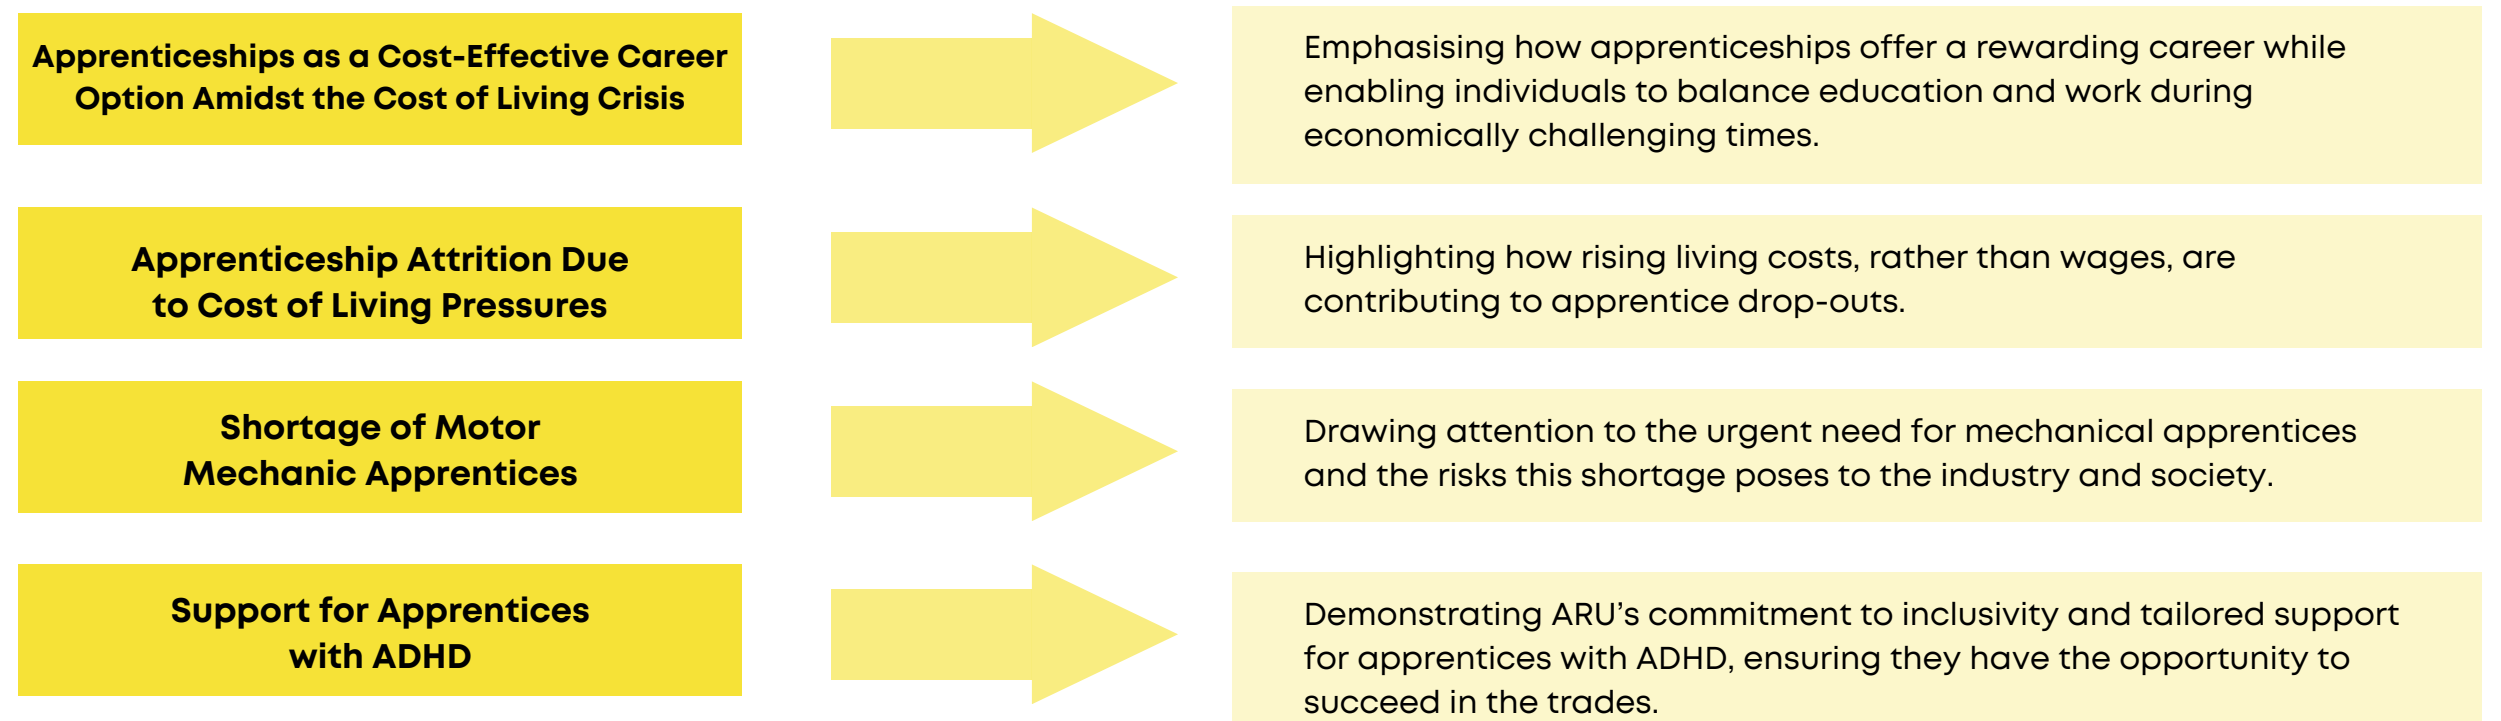 Apprenticeships as a Cost-Effective Career
Option Amidst the Cost of Living Crisis
Emphasising how apprenticeships offer a rewarding career while
enabling individuals to balance education and work during
economically challenging times.
Apprenticeship Attrition Due
to Cost of Living Pressures
Highlighting how rising living costs, rather than wages, are
contributing to apprentice drop-outs.
Shortage of Motor
Mechanic Apprentices
Drawing attention to the urgent need for mechanical apprentices
and the risks this shortage poses to the industry and society.
Support for Apprentices
with ADHD
Demonstrating ARU’s commitment to inclusivity and tailored support
for apprentices with ADHD, ensuring they have the opportunity to
succeed in the trades.